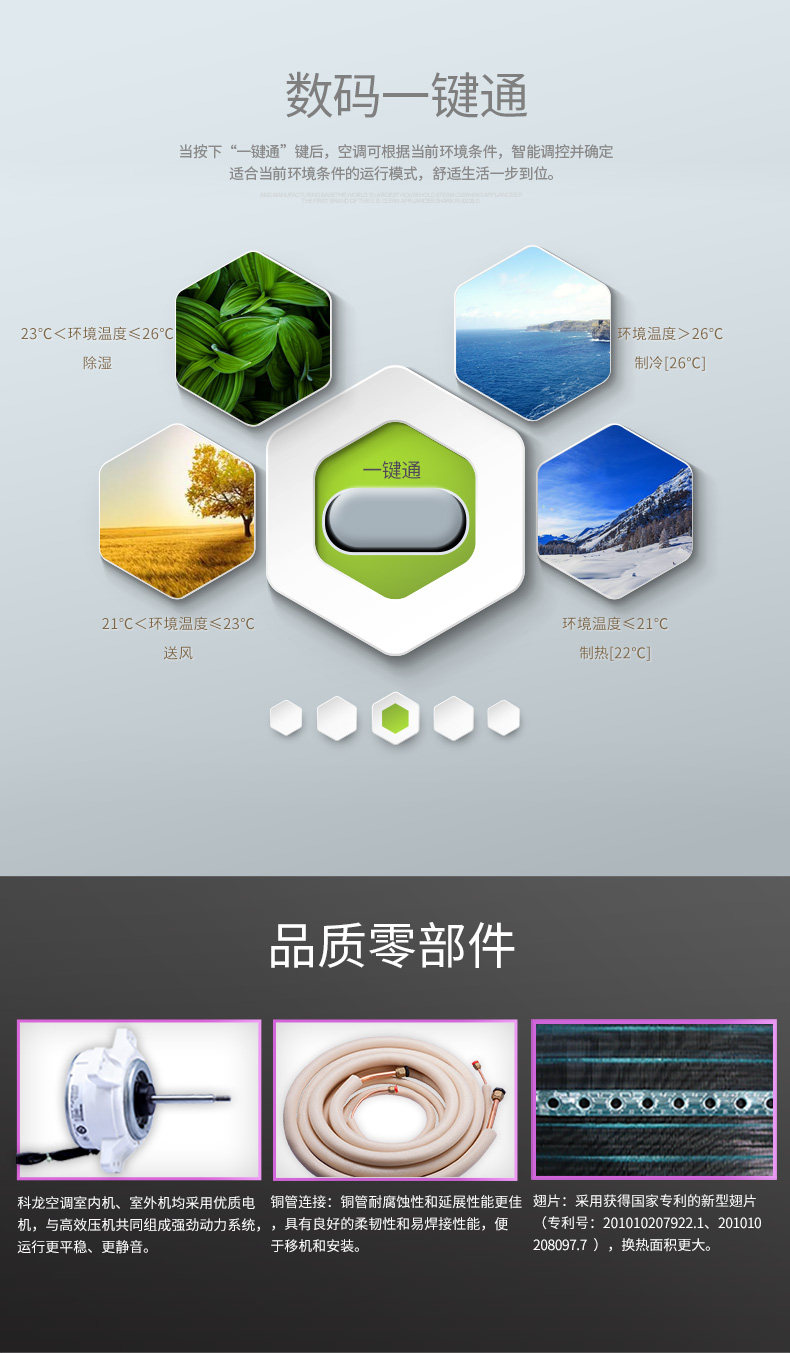 数码一键通
当按下“一键通”键后，空调可根据当前环境条件，智能调控并确定
适合当前环境条件的运行模式，舒适生活一步到位。
23℃＜环境温度≤26℃
除湿
环境温度＞26℃
制冷[26℃]
一键通
21℃＜环境温度≤23℃
送风
环境温度≤21℃
制热[22℃]
品质零部件
科龙空调室内机、室外机均采用优质电
机，与高效压机共同组成强劲动力系统，
运行更平稳、更静音。
铜管连接：铜管耐腐蚀性和延展性能更佳
，具有良好的柔韧性和易焊接性能，便
于移机和安装。
翅片：采用获得国家专利的新型翅片
（专利号：201010207922.1、201010
208097.7 ），换热面积更大。